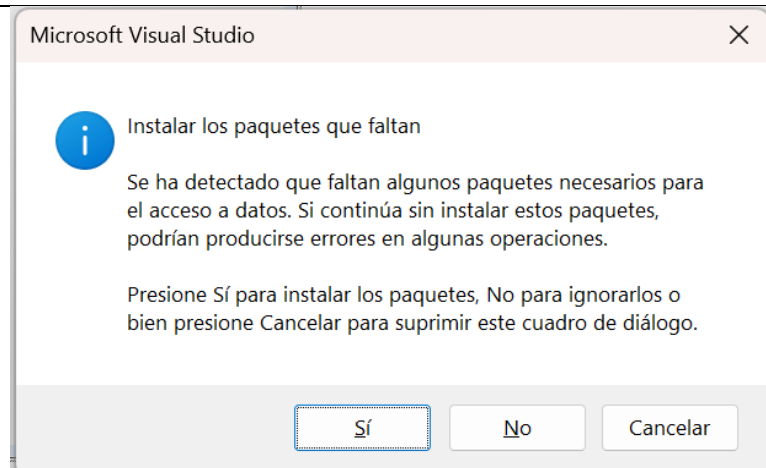 Microsoft Visual Studio
Instalar los paquetes que faltan
Se ha detectado que faltan algunos paquetes necesarios para
el acceso a datos. Si continúa sin instalar estos paquetes,
podrían producirse errores en algunas operaciones.
Presione Sí para instalar los paquetes, No para ignorarlos o
bien presione Cancelar para suprimir este cuadro de diálogo.
Sí No Cancelar